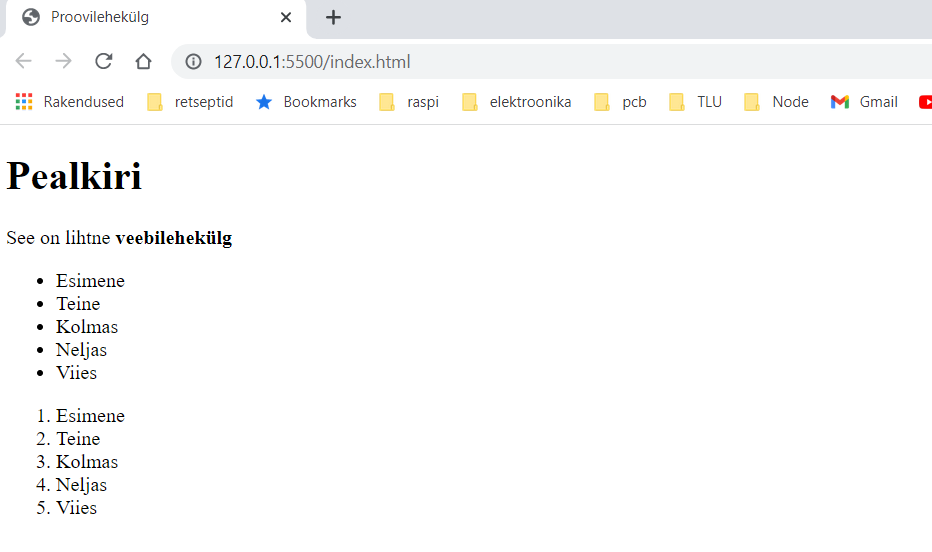 Proovilehekülg
127.0.0.1:5500/index.html
Rakendused retseptid Bookmarks raspi elektroonika pcb TLU Node Gmail
Pealkiri
See on lihtne veebilehekülg
• Esimene
• Teine
• Kolmas
• Neljas
• Viies
1. Esimene
2. Teine
3. Kolmas
4. Neljas
5. Viies